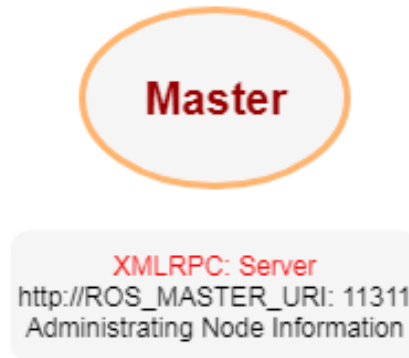 Master
XMLRPC: Server
http://ROS_MASTER_URI: 11311
Administrating Node Information